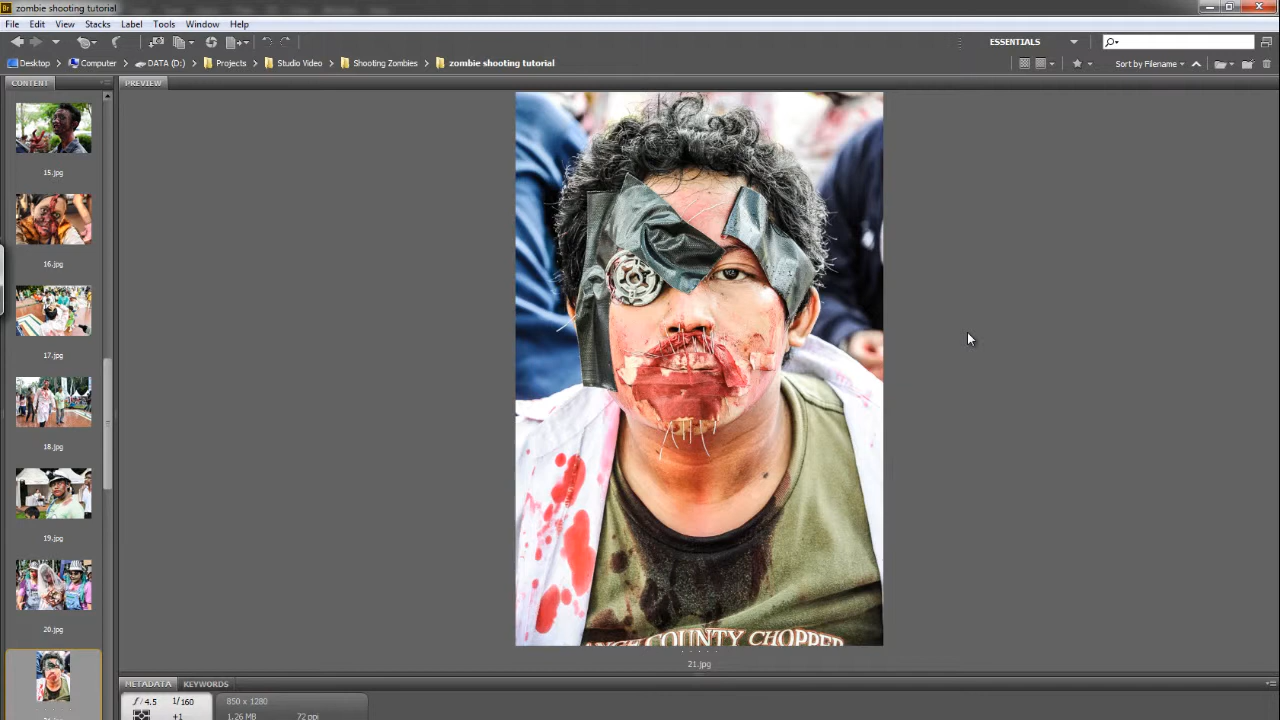 Br zombie shooting tutorial
File Edit View Stacks Label Tools Window Help
ESSENTIALS
Desktop Computer DATA (D:) Projects Studio Video Shooting Zombies zombie shooting tutorial
Sort by Filename
CONTENT
PREVIEW
15.jpg
16.jpg
17.jpg
18.jpg
19.jpg
20.jpg
COUNTY CHOPPER
21.jpg
METADATA KEYWORDS
f/4.5 1/160
850 x 1280
+1
1.26 MB 72 ppi